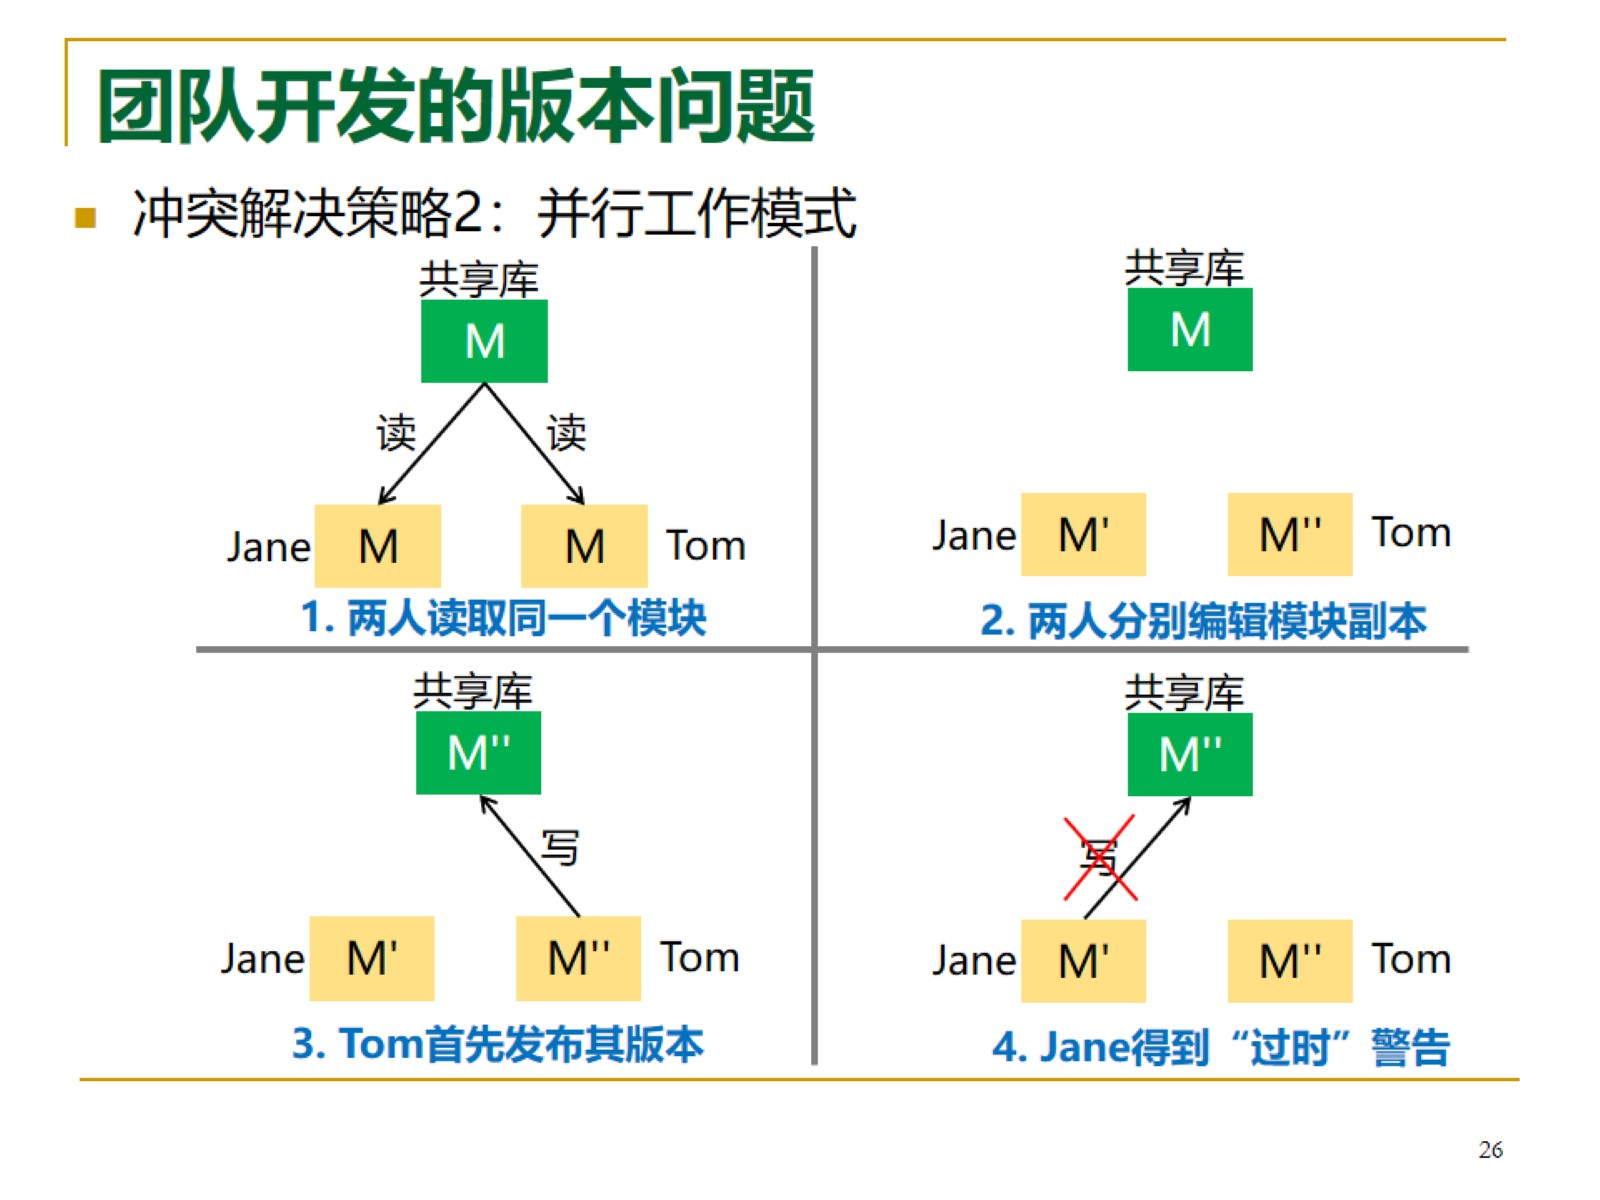 团队开发的版本问题
冲突解决策略2：并行工作模式
共享库
M
读 读
Jane M M Tom
1. 两人读取同一个模块
共享库
M
Jane M' M'' Tom
2. 两人分别编辑模块副本
共享库
M''
写
Jane M' M'' Tom
3. Tom首先发布其版本
共享库
M''
写
Jane M' M'' Tom
4. Jane得到“过时”警告
26